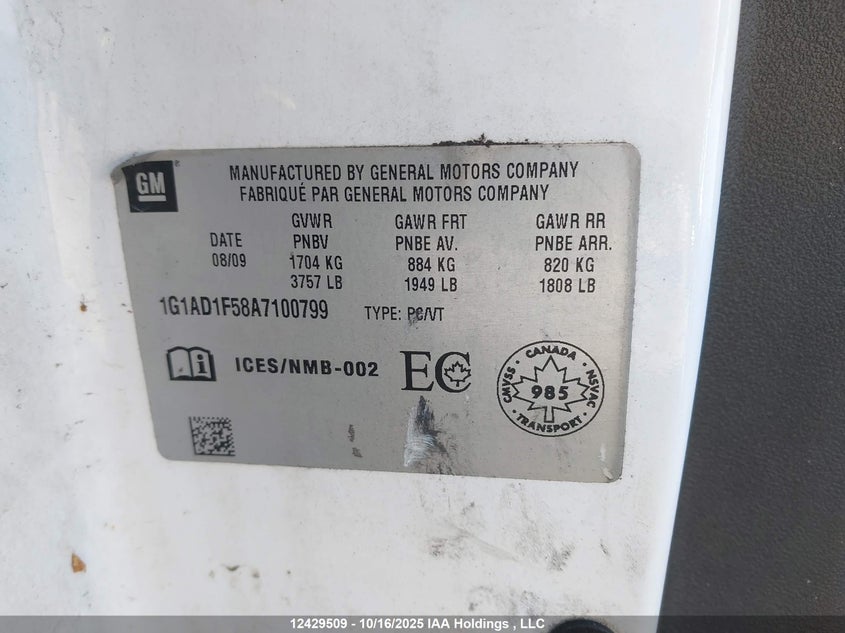 GM
MANUFACTURED BY GENERAL MOTORS COMPANY
FABRIQUÉ PAR GENERAL MOTORS COMPANY
DATE
08/09
GVWR
PNBV
1704 KG
3757 LB
GAWR FRT
PNBE AV.
884 KG
1949 LB
GAWR RR
PNBE ARR.
820 KG
1808 LB
1G1AD1F58A7100799 TYPE: PC/VT
i ICES/NMB-002 EC
CANADA
CMVSS
985
NSVAC
TRANSPORT
12429509 - 10/16/2025 IAA Holdings , LLC